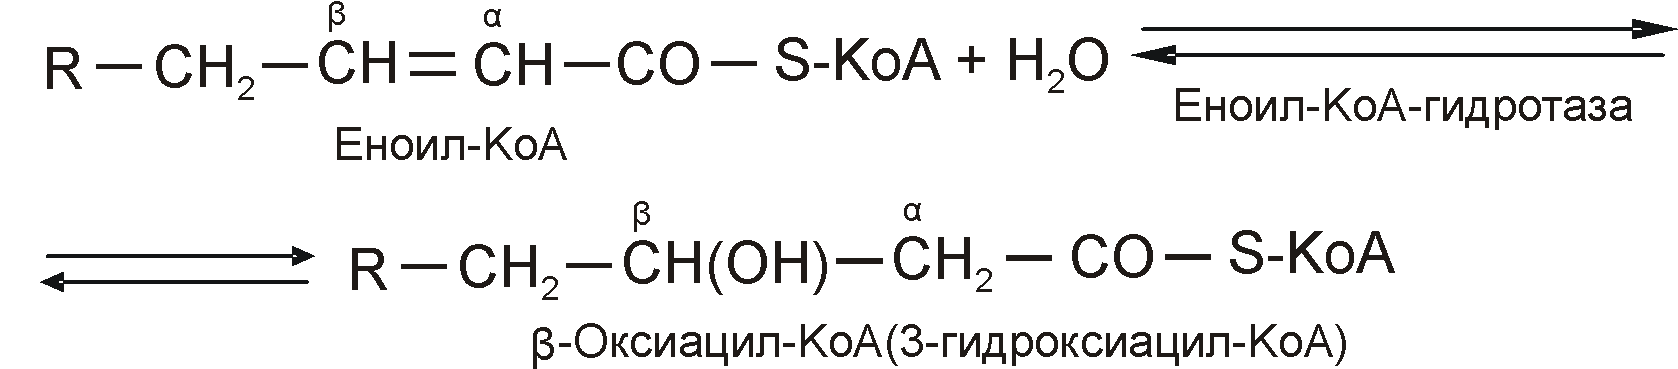 β α
R—CH₂—CH=CH—CO—S-KoA + H₂O
Еноил-КоА
Еноил-КоА-гидротаза
β α
R—CH₂—CH(OH)—CH₂—CO—S-KoA
β-Оксиацил-КоА(3-гидроксиацил-КоА)